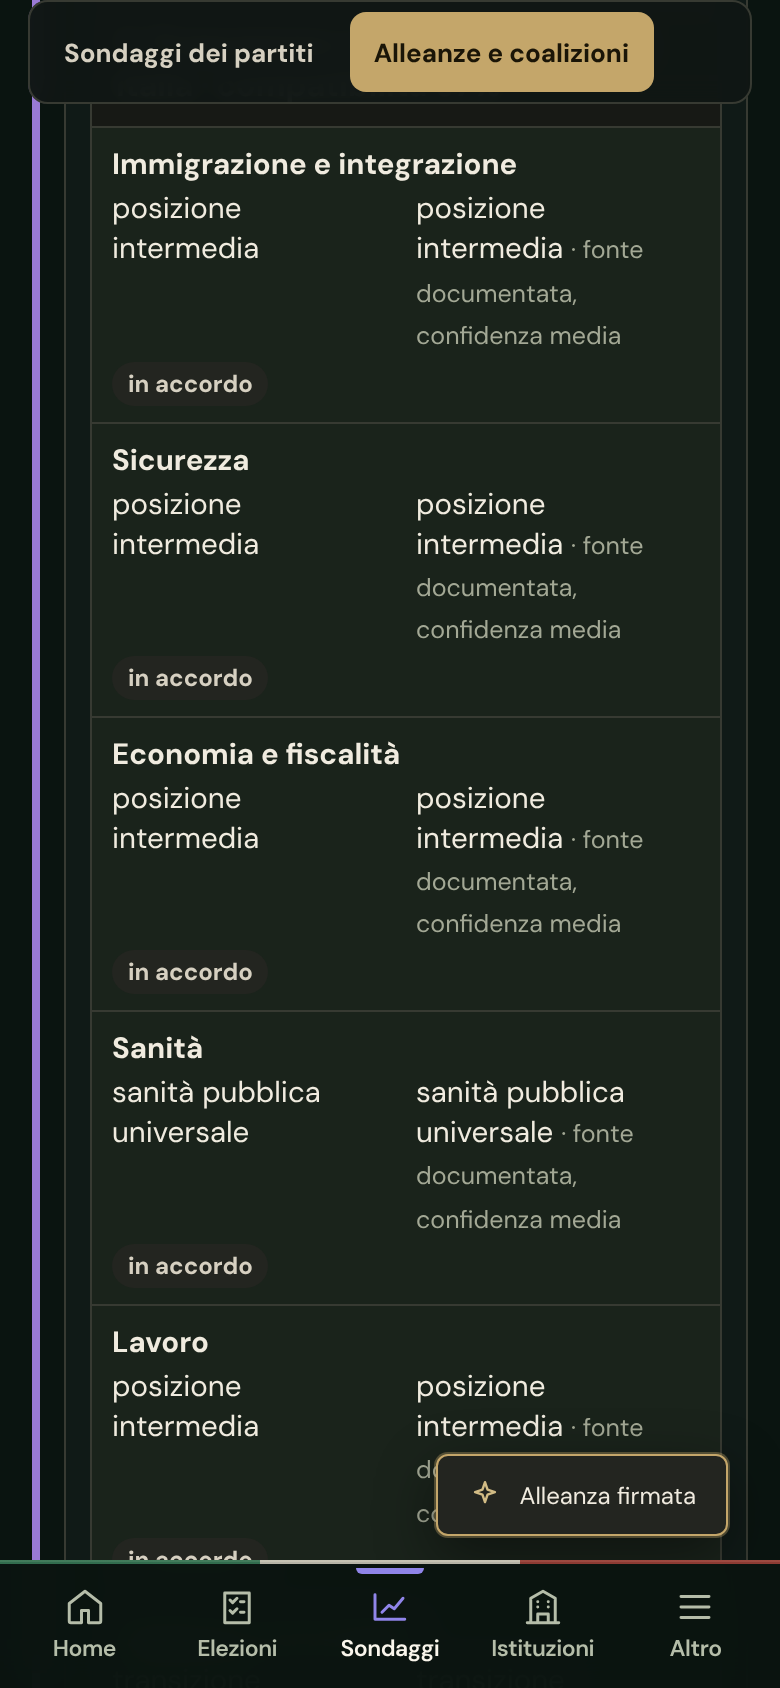 Sondaggi dei partiti
Alleanze e coalizioni
Immigrazione e integrazione
posizione
intermedia
posizione
intermedia · fonte
documentata,
confidenza media
in accordo
Sicurezza
posizione
intermedia
posizione
intermedia · fonte
documentata,
confidenza media
in accordo
Economia e fiscalità
posizione
intermedia
posizione
intermedia · fonte
documentata,
confidenza media
in accordo
Sanità
sanità pubblica
universale
sanità pubblica
universale · fonte
documentata,
confidenza media
in accordo
Lavoro
posizione
intermedia
posizione
intermedia · fonte
Alleanza firmata
in accordo
Home
Elezioni
Sondaggi
Istituzioni
Altro